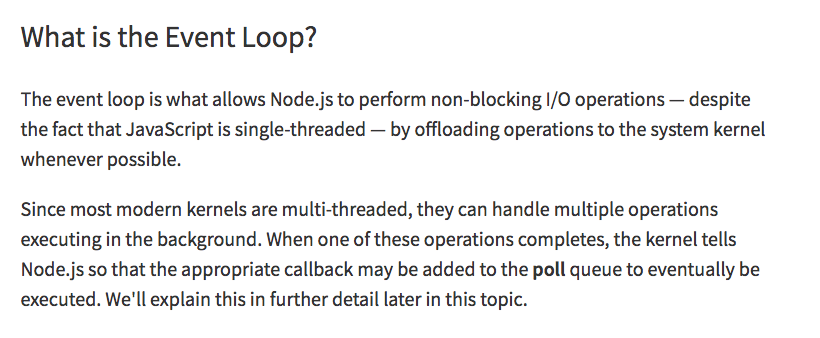 What is the Event Loop?
The event loop is what allows Node.js to perform non-blocking I/O operations — despite
the fact that JavaScript is single-threaded — by offloading operations to the system kernel
whenever possible.
Since most modern kernels are multi-threaded, they can handle multiple operations
executing in the background. When one of these operations completes, the kernel tells
Node.js so that the appropriate callback may be added to the poll queue to eventually be
executed. We'll explain this in further detail later in this topic.